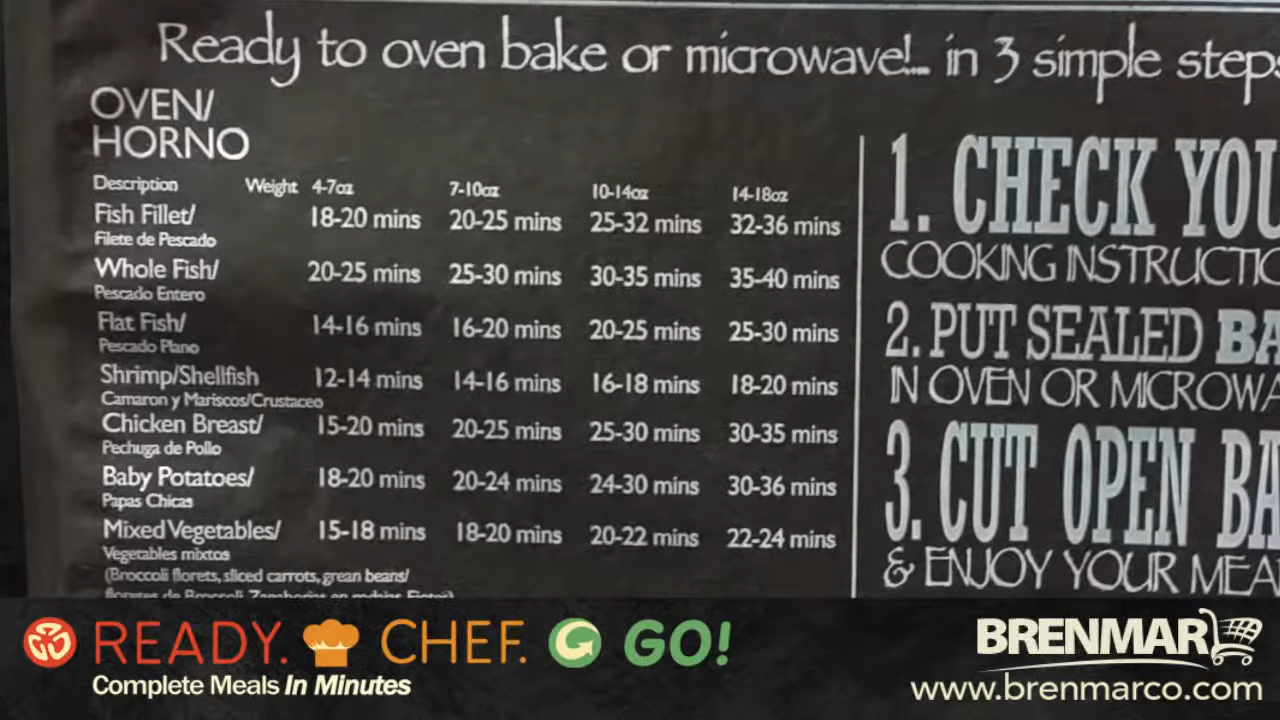 Ready to oven bake or microwave!... in 3 simple steps
OVEN/
HORNO
Description Weight 4-7oz 7-10oz 10-14oz 14-18oz
Fish Fillet/ 18-20 mins 20-25 mins 25-32 mins 32-36 mins
Filete de Pescado
Whole Fish/ 20-25 mins 25-30 mins 30-35 mins 35-40 mins
Pescado Entero
Flat Fish/ 14-16 mins 16-20 mins 20-25 mins 25-30 mins
Pescado Plano
Shrimp/Shellfish 12-14 mins 14-16 mins 16-18 mins 18-20 mins
Camaron y Mariscos/Crustaceo
Chicken Breast/ 15-20 mins 20-25 mins 25-30 mins 30-35 mins
Pechuga de Pollo
Baby Potatoes/ 18-20 mins 20-24 mins 24-30 mins 30-36 mins
Papas Chicas
Mixed Vegetables/ 15-18 mins 18-20 mins 20-22 mins 22-24 mins
Vegetables mixtos
(Broccoli florets, sliced carrots, grean beans/
1. CHECK YOU
COOKING INSTRUCTIO
2. PUT SEALED BA
IN OVEN OR MICROWA
3. CUT OPEN BA
& ENJOY YOUR MEA
READY. CHEF. GO!
Complete Meals In Minutes
BRENMAR
www.brenmarco.com